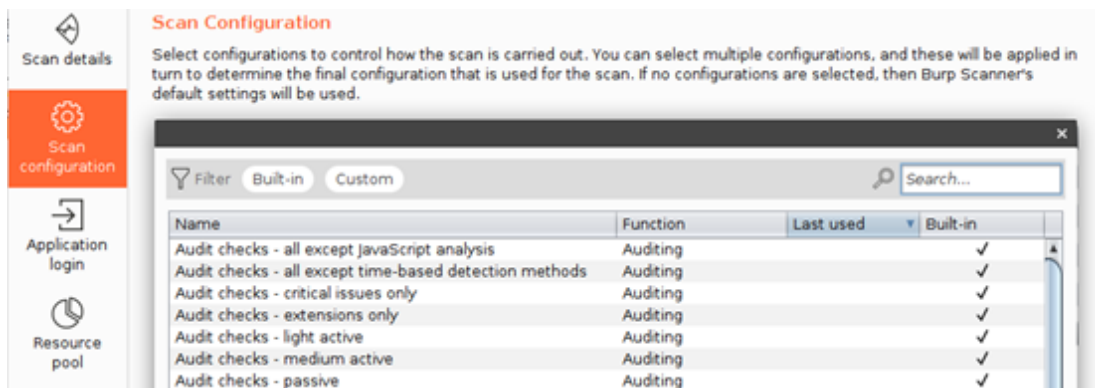 Scan details
Scan configuration
Application login
Resource pool
Scan Configuration
Select configurations to control how the scan is carried out. You can select multiple configurations, and these will be applied in
turn to determine the final configuration that is used for the scan. If no configurations are selected, then Burp Scanner's
default settings will be used.
Filter Built-in Custom Search...
Name Function Last used Built-in
Audit checks - all except JavaScript analysis Auditing ✓
Audit checks - all except time-based detection methods Auditing ✓
Audit checks - critical issues only Auditing ✓
Audit checks - extensions only Auditing ✓
Audit checks - light active Auditing ✓
Audit checks - medium active Auditing ✓
Audit checks - passive Auditing ✓